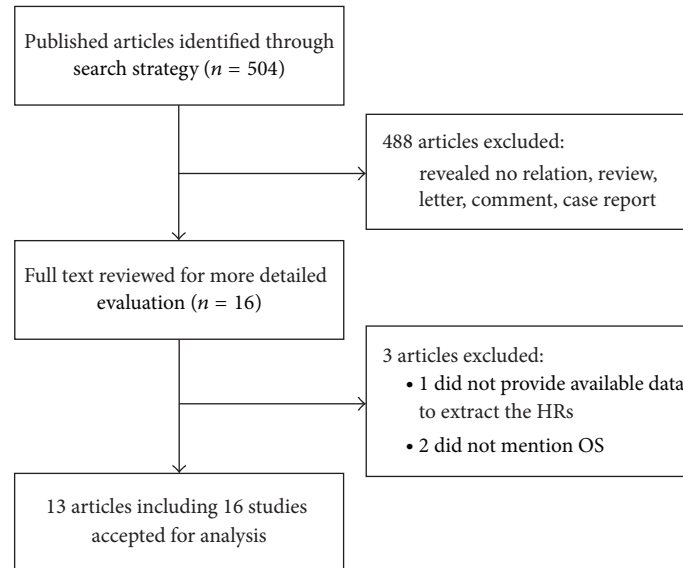 Published articles identified through
search strategy (n = 504)
488 articles excluded:
revealed no relation, review,
letter, comment, case report
Full text reviewed for more detailed
evaluation (n = 16)
3 articles excluded:
• 1 did not provide available data
to extract the HRs
• 2 did not mention OS
13 articles including 16 studies
accepted for analysis